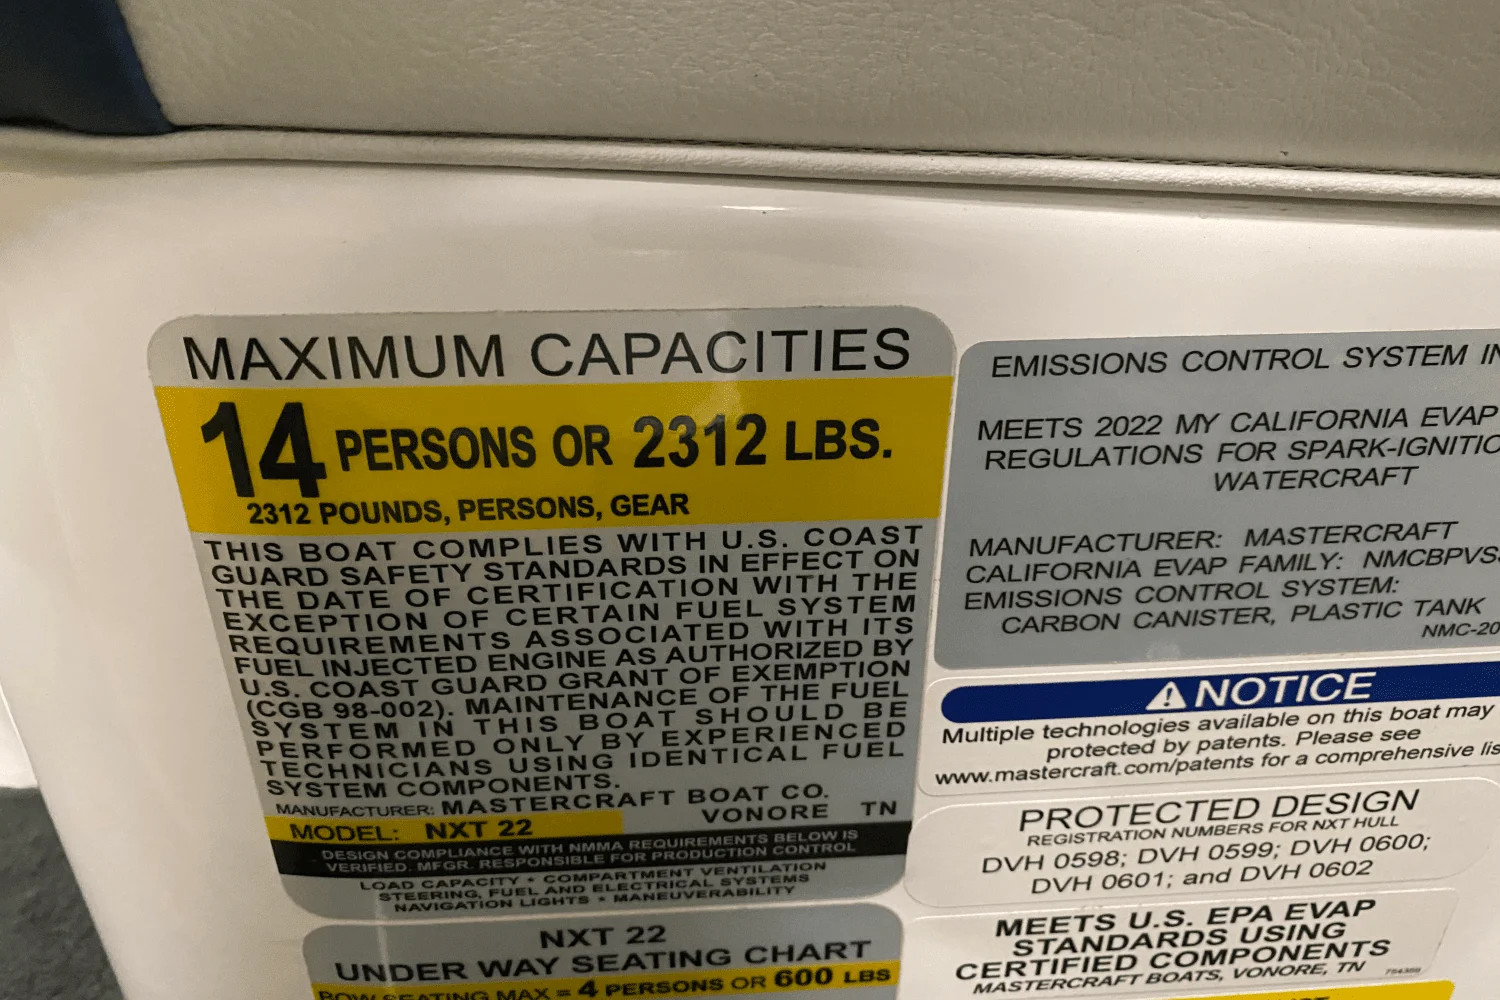 MAXIMUM CAPACITIES
14 PERSONS OR 2312 LBS.
2312 POUNDS, PERSONS, GEAR
THIS BOAT COMPLIES WITH U.S. COAST
GUARD SAFETY STANDARDS IN EFFECT ON
THE DATE OF CERTIFICATION WITH THE
EXCEPTION OF CERTAIN FUEL SYSTEM
REQUIREMENTS ASSOCIATED WITH ITS
FUEL INJECTED ENGINE AS AUTHORIZED BY
U.S. COAST GUARD GRANT OF EXEMPTION
(CGB 98-002). MAINTENANCE OF THE FUEL
SYSTEM IN THIS BOAT SHOULD BE
PERFORMED ONLY BY EXPERIENCED
TECHNICIANS USING IDENTICAL FUEL
SYSTEM COMPONENTS.
MANUFACTURER: MASTERCRAFT BOAT CO.
VONORE TN
MODEL: NXT 22
DESIGN COMPLIANCE WITH NMMA REQUIREMENTS BELOW IS
VERIFIED. MFGR. RESPONSIBLE FOR PRODUCTION CONTROL
LOAD CAPACITY • COMPARTMENT VENTILATION
STEERING, FUEL AND ELECTRICAL SYSTEMS
NAVIGATION LIGHTS • MANEUVERABILITY
NXT 22
UNDER WAY SEATING CHART
BOW SEATING MAX = 4 PERSONS OR 600 LBS
EMISSIONS CONTROL SYSTEM IN
MEETS 2022 MY CALIFORNIA EVAP
REGULATIONS FOR SPARK-IGNITIO
WATERCRAFT
MANUFACTURER: MASTERCRAFT
CALIFORNIA EVAP FAMILY: NMCBPVS
EMISSIONS CONTROL SYSTEM:
CARBON CANISTER, PLASTIC TANK
NMC-20
NOTICE
Multiple technologies available on this boat may
protected by patents. Please see
www.mastercraft.com/patents for a comprehensive lis
PROTECTED DESIGN
REGISTRATION NUMBERS FOR NXT HULL
DVH 0598; DVH 0599; DVH 0600;
DVH 0601; and DVH 0602
MEETS U.S. EPA EVAP
STANDARDS USING
CERTIFIED COMPONENTS
MASTERCRAFT BOATS, VONORE, TN